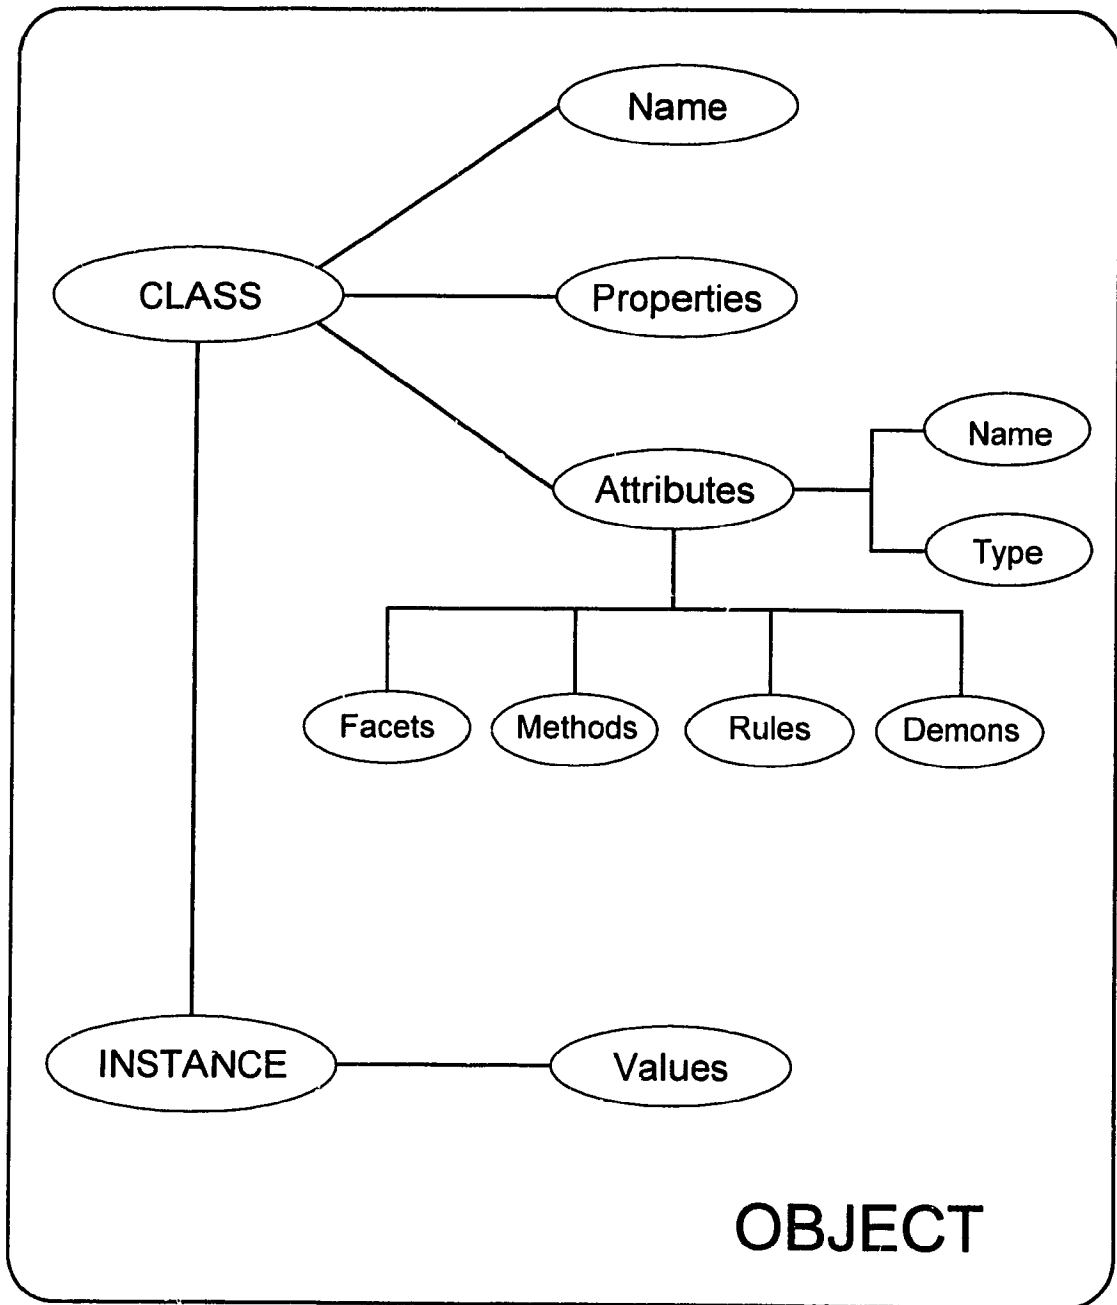 Name
CLASS
Properties
Name
Attributes
Type
Facets
Methods
Rules
Demons
INSTANCE
Values
OBJECT